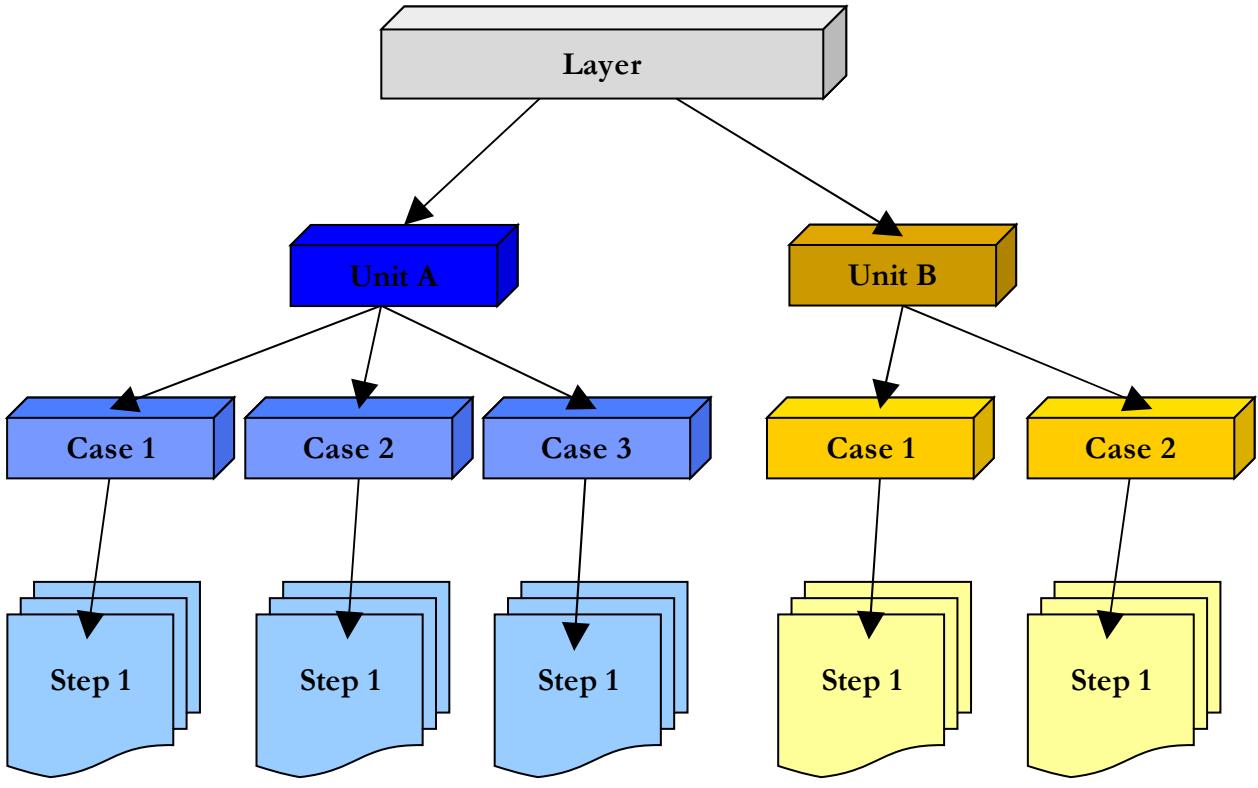 Layer
Unit A
Unit B
Case 1
Case 2
Case 3
Case 1
Case 2
Step 1
Step 1
Step 1
Step 1
Step 1